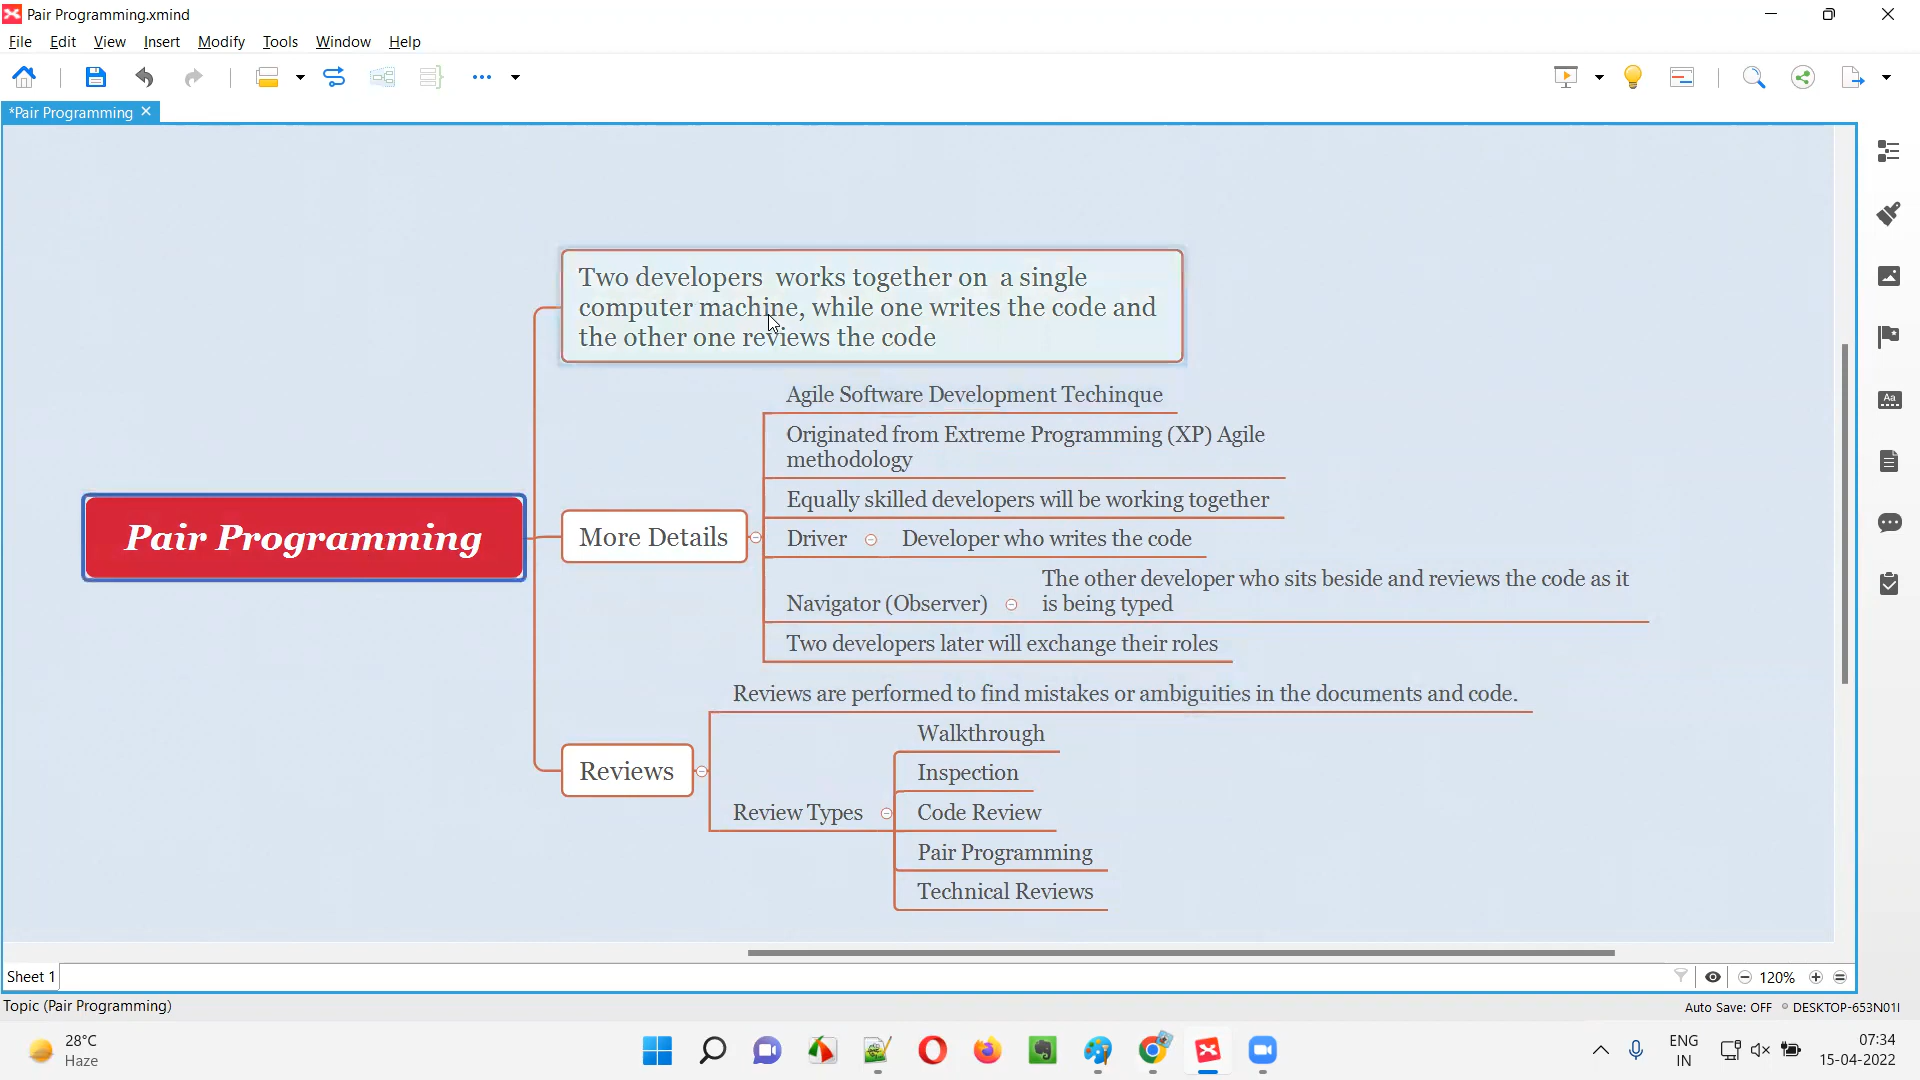 Pair Programming.xmind
File Edit View Insert Modify Tools Window Help
*Pair Programming
Two developers  works together on  a single
computer machine, while one writes the code and
the other one reviews the code
Agile Software Development Techinque
Originated from Extreme Programming (XP) Agile
methodology
Equally skilled developers will be working together
Pair Programming
More Details
Driver
Developer who writes the code
The other developer who sits beside and reviews the code as it
is being typed
Navigator (Observer)
Two developers later will exchange their roles
Reviews are performed to find mistakes or ambiguities in the documents and code.
Walkthrough
Reviews
Inspection
Review Types
Code Review
Pair Programming
Technical Reviews
Aa
Sheet 1
120%
Topic (Pair Programming)
Auto Save: OFF
DESKTOP-653N01I
28°C
Haze
ENG
IN
07:34
15-04-2022